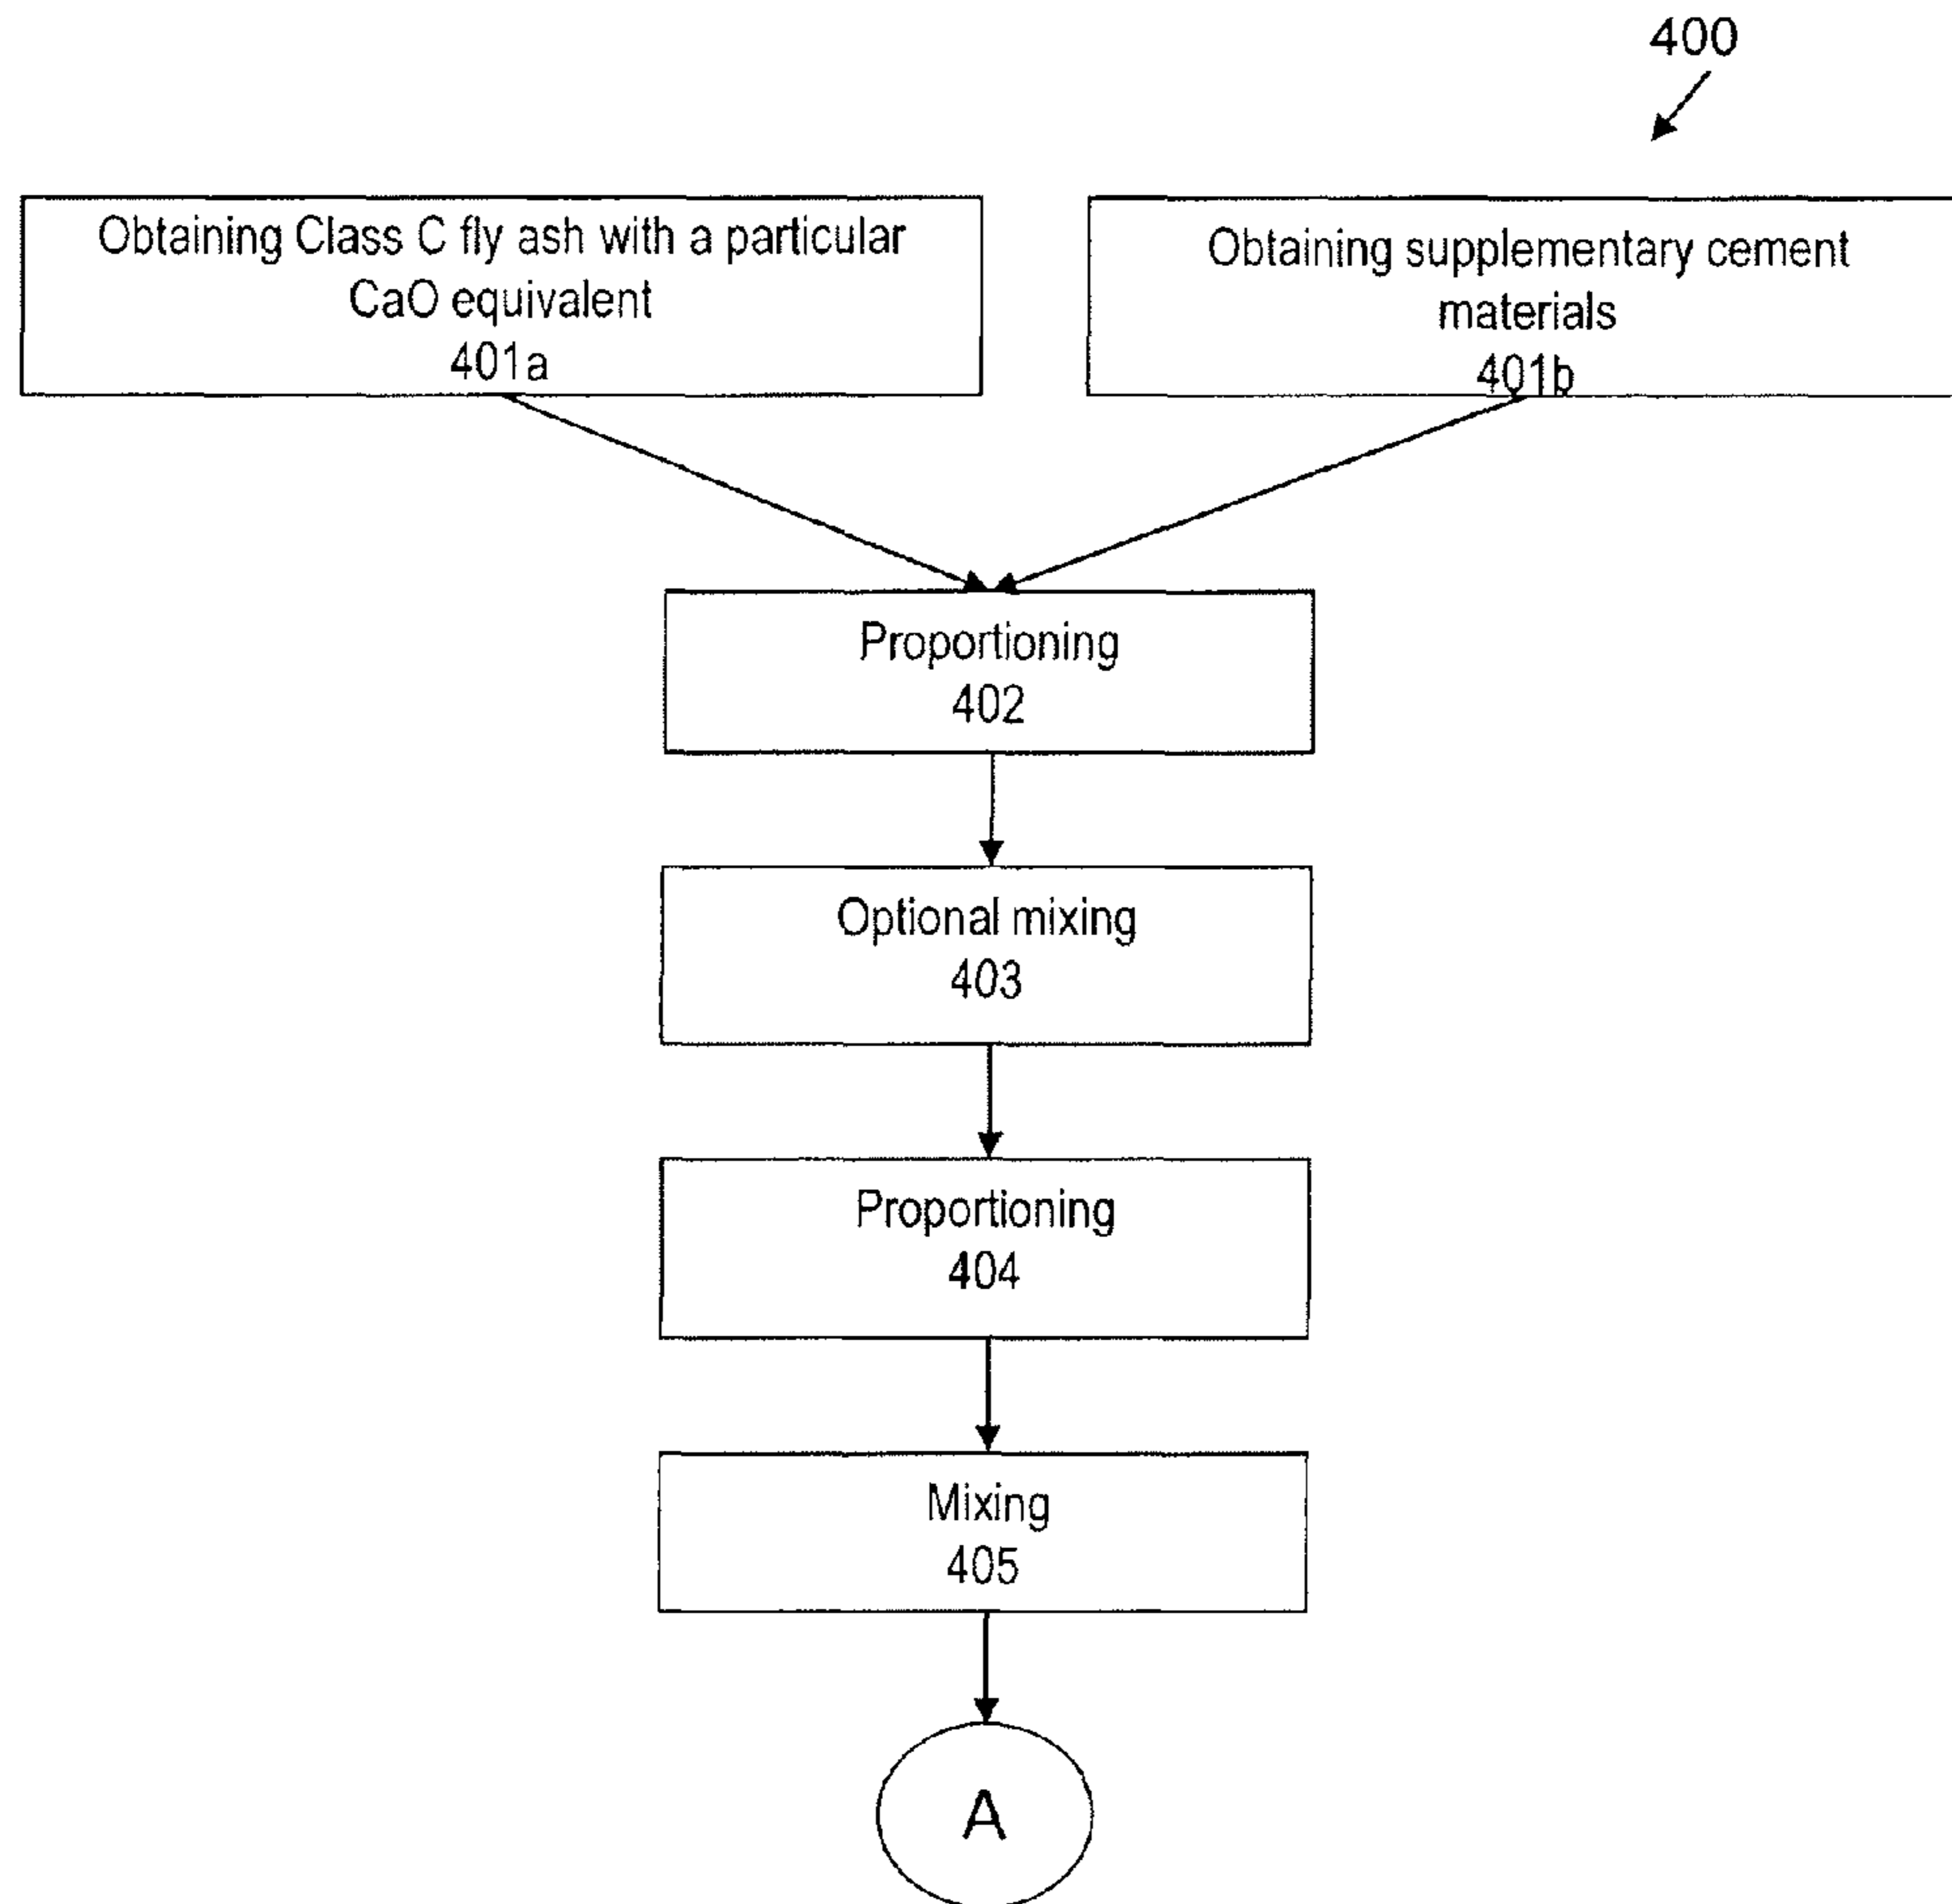 400
Obtaining Class C fly ash with a particular
CaO equivalent
401a
Obtaining supplementary cement
materials
401b
Proportioning
402
Optional mixing
403
Proportioning
404
Mixing
405
A